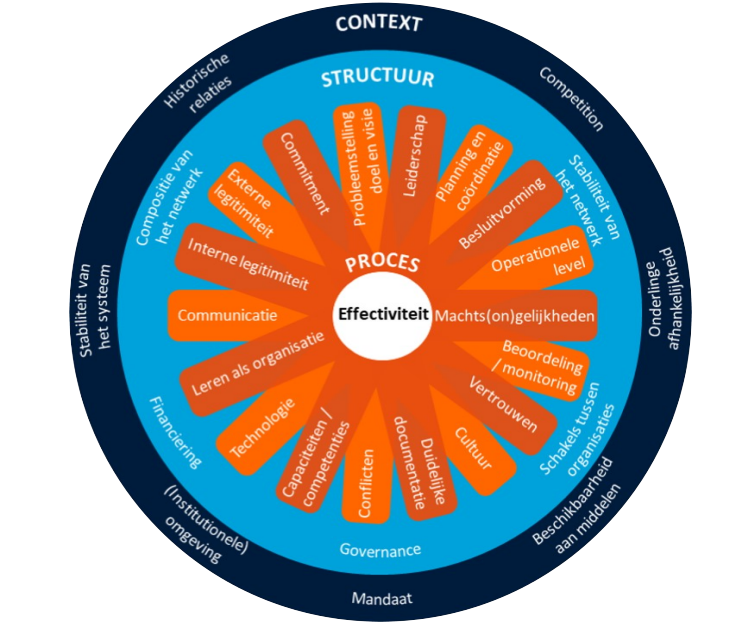 CONTEXT
Historische
relaties
Competition
Stabiliteit van
het systeem
Onderlinge
afhankelijkheid
(Institutionele)
omgeving
Beschikbaarheid
aan middelen
Mandaat
STRUCTUUR
Compositie van
het netwerk
Stabiliteit van
het netwerk
Financiering
Schakels tussen
organisaties
Governance
PROCES
Probleemstelling
doel en visie
Leiderschap
Planning en
coördinatie
Besluitvorming
Operationele
level
Machts(on)gelijkheden
Beoordeling
/ monitoring
Vertrouwen
Cultuur
Duidelijke
documentatie
Conflicten
Capaciteiten /
competenties
Technologie
Leren als organisatie
Communicatie
Interne legitimiteit
Externe
legitimiteit
Commitment
Effectiviteit